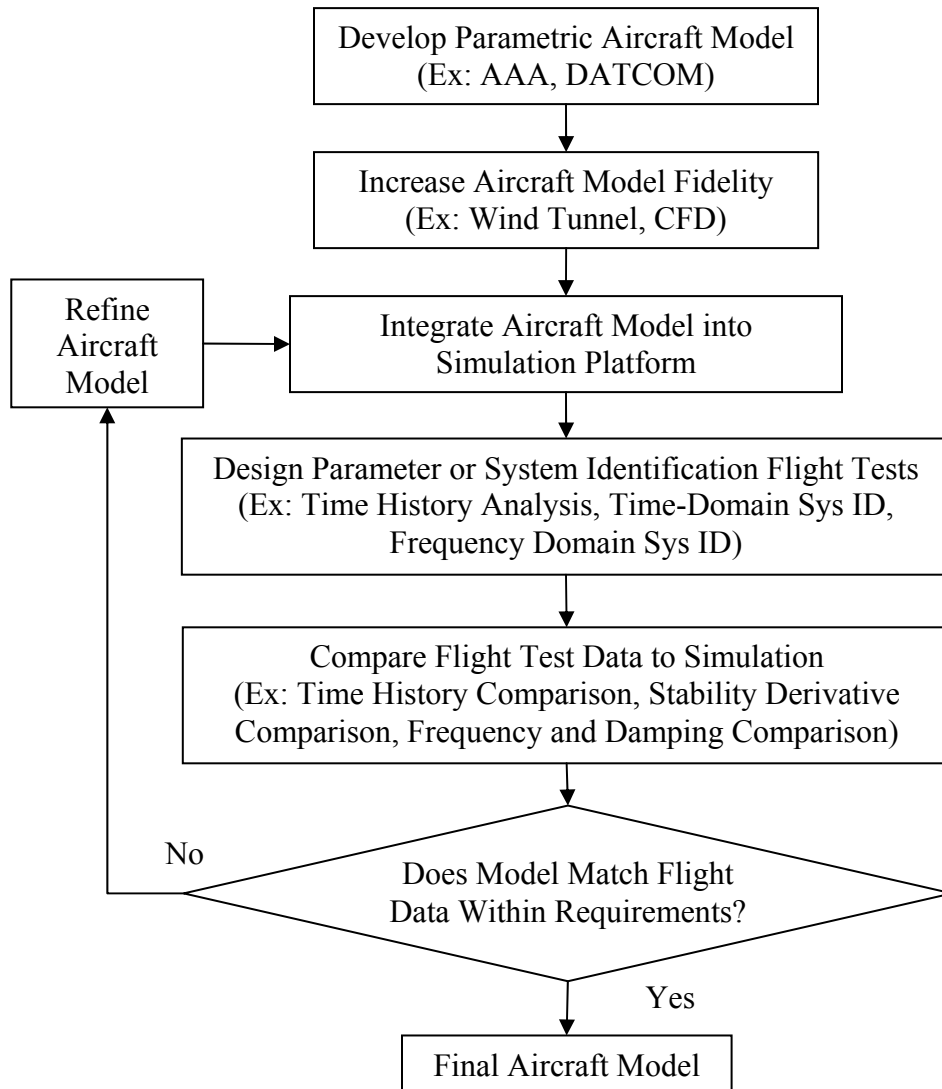 Develop Parametric Aircraft Model
(Ex: AAA, DATCOM)
Increase Aircraft Model Fidelity
(Ex: Wind Tunnel, CFD)
Refine
Aircraft
Model
Integrate Aircraft Model into
Simulation Platform
Design Parameter or System Identification Flight Tests
(Ex: Time History Analysis, Time-Domain Sys ID,
Frequency Domain Sys ID)
Compare Flight Test Data to Simulation
(Ex: Time History Comparison, Stability Derivative
Comparison, Frequency and Damping Comparison)
No
Does Model Match Flight
Data Within Requirements?
Yes
Final Aircraft Model